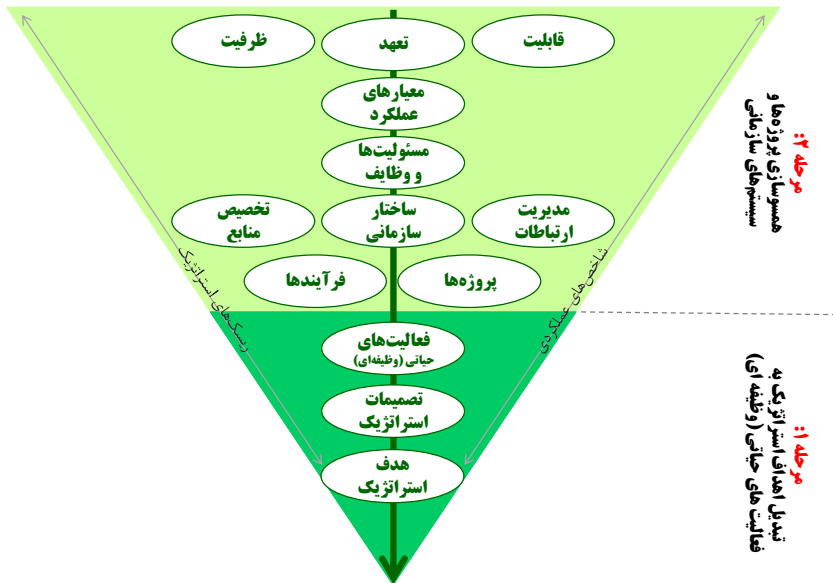 قابلیت
تعهد
ظرفیت
معیارهای
عملکرد
مسئولیت‌ها
و وظایف
مدیریت
ارتباطات
ساختار
سازمانی
تخصیص
منابع
پروژه‌ها
فرآیندها
فعالیت‌های
حیاتی (وظیفه‌ای)
تصمیمات
استراتژیک
هدف
استراتژیک
شاخص‌های عملکردی
ریسک‌های استراتژیک
مرحله ۲:
همسوسازی پروژه‌ها و
سیستم‌های سازمانی
مرحله ۱:
تبدیل اهداف استراتژیک به
فعالیت های حیاتی (وظیفه ای)